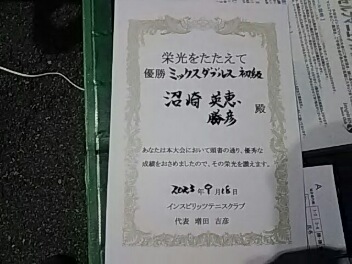 栄光をたたえて
優勝 ミックスダブルス 初級
沼崎 英恵
勝彦 殿
あなたは本大会において頭書の通り、優秀な
成績をおさめましたので、その栄光を讃えます。
2023年9月18日
インスピリッツテニスクラブ
代表 増田 吉彦